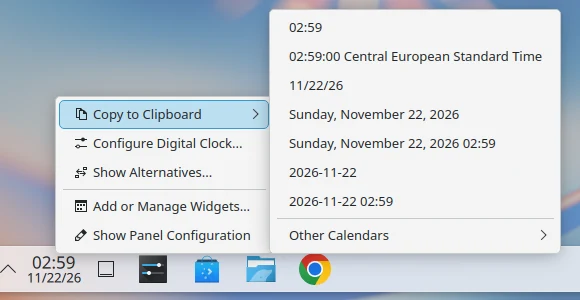 Copy to Clipboard
Configure Digital Clock...
Show Alternatives...
Add or Manage Widgets...
Show Panel Configuration
02:59
02:59:00 Central European Standard Time
11/22/26
Sunday, November 22, 2026
Sunday, November 22, 2026 02:59
2026-11-22
2026-11-22 02:59
Other Calendars
02:59
11/22/26